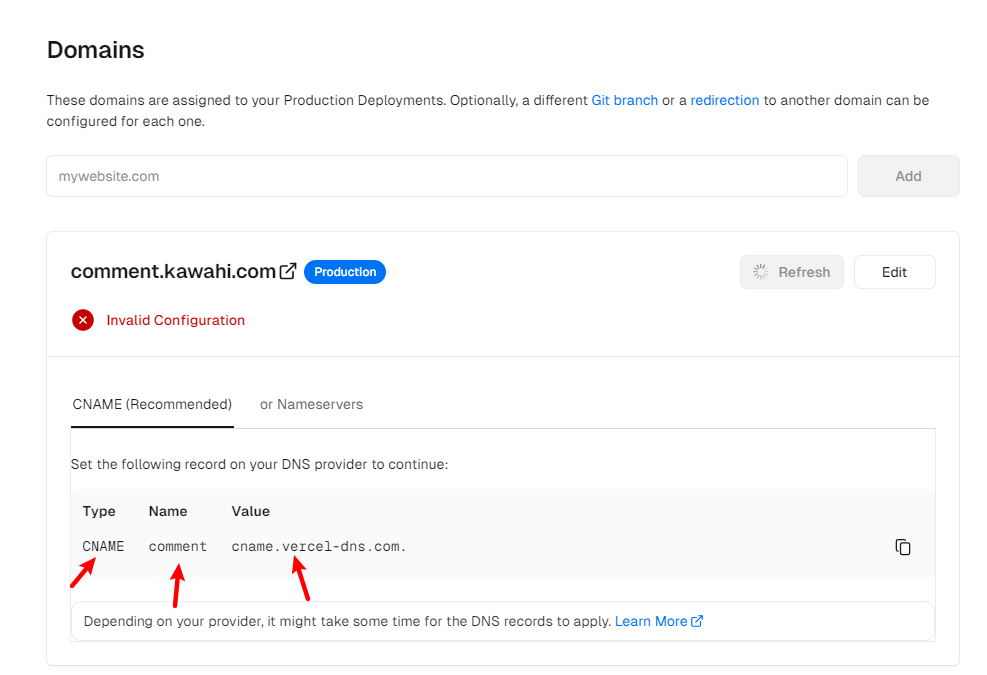 Domains
These domains are assigned to your Production Deployments. Optionally, a different Git branch or a redirection to another domain can be
configured for each one.
mywebsite.com
Add
comment.kawahi.com
Production
Refresh
Edit
Invalid Configuration
CNAME (Recommended)
or Nameservers
Set the following record on your DNS provider to continue:
Type Name Value
CNAME comment cname.vercel-dns.com.
Depending on your provider, it might take some time for the DNS records to apply. Learn More